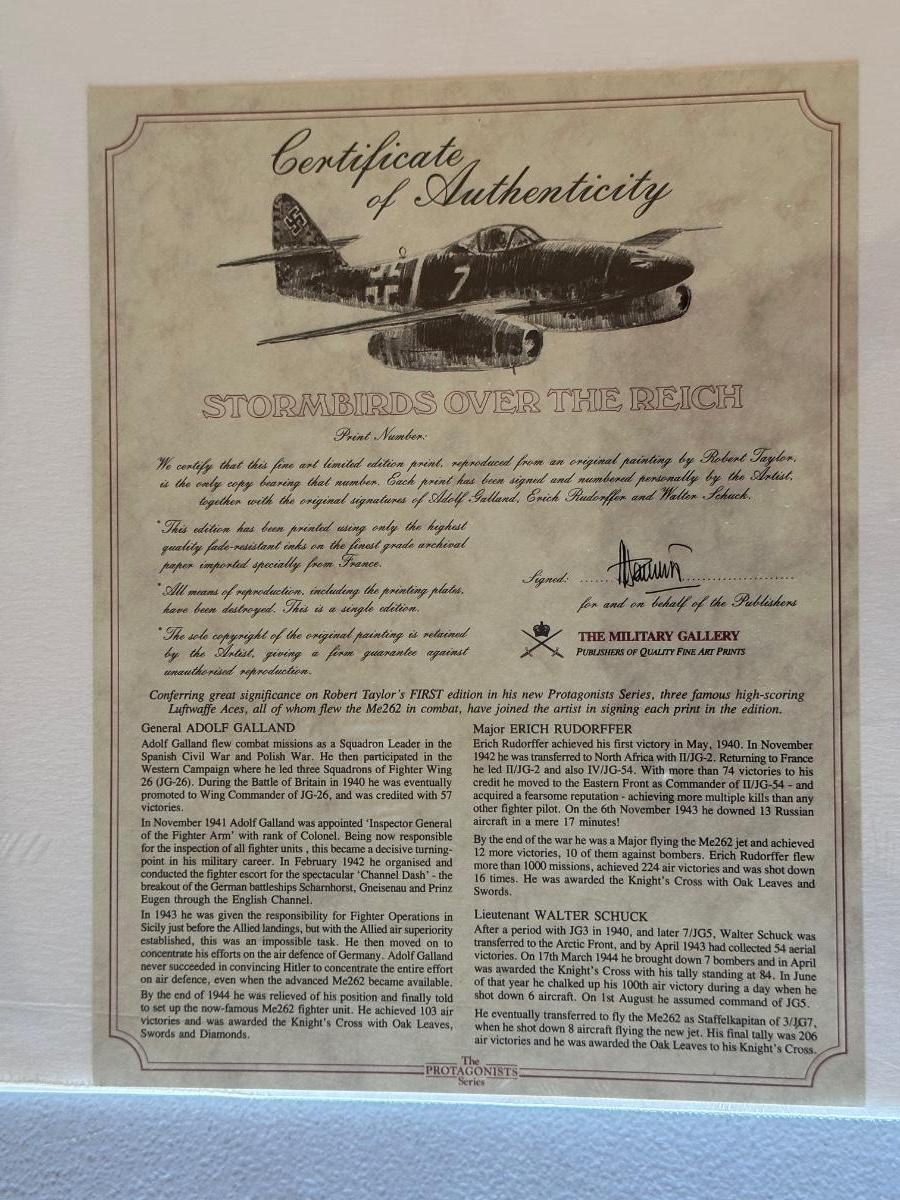 Certificate
of Authenticity
7
STORMBIRDS OVER THE REICH
Print Number:
We certify that this fine art limited edition print, reproduced from an original painting by Robert Taylor,
is the only copy bearing that number. Each print has been signed and numbered personally by the Artist,
together with the original signatures of Adolf Galland, Erich Rudorffer and Walter Schuck.
* This edition has been printed using only the highest
quality fade-resistant inks on the finest grade archival
paper imported specially from France.
* All means of reproduction, including the printing plates,
have been destroyed. This is a single edition.
* The sole copyright of the original painting is retained
by the Artist, giving a firm guarantee against
unauthorised reproduction.
Signed: ..............................
for and on behalf of the Publishers
THE MILITARY GALLERY
PUBLISHERS OF QUALITY FINE ART PRINTS
Conferring great significance on Robert Taylor's FIRST edition in his new Protagonists Series, three famous high-scoring
Luftwaffe Aces, all of whom flew the Me262 in combat, have joined the artist in signing each print in the edition.
General ADOLF GALLAND
Adolf Galland flew combat missions as a Squadron Leader in the
Spanish Civil War and Polish War. He then participated in the
Western Campaign where he led three Squadrons of Fighter Wing
26 (JG-26). During the Battle of Britain in 1940 he was eventually
promoted to Wing Commander of JG-26, and was credited with 57
victories.
In November 1941 Adolf Galland was appointed 'Inspector General
of the Fighter Arm' with rank of Colonel. Being now responsible
for the inspection of all fighter units , this became a decisive turning-
point in his military career. In February 1942 he organised and
conducted the fighter escort for the spectacular 'Channel Dash' - the
breakout of the German battleships Scharnhorst, Gneisenau and Prinz
Eugen through the English Channel.
In 1943 he was given the responsibility for Fighter Operations in
Sicily just before the Allied landings, but with the Allied air superiority
established, this was an impossible task. He then moved on to
concentrate his efforts on the air defence of Germany. Adolf Galland
never succeeded in convincing Hitler to concentrate the entire effort
on air defence, even when the advanced Me262 became available.
By the end of 1944 he was relieved of his position and finally told
to set up the now-famous Me262 fighter unit. He achieved 103 air
victories and was awarded the Knight's Cross with Oak Leaves,
Swords and Diamonds.
Major ERICH RUDORFFER
Erich Rudorffer achieved his first victory in May, 1940. In November
1942 he was transferred to North Africa with II/JG-2. Returning to France
he led II/JG-2 and also IV/JG-54. With more than 74 victories to his
credit he moved to the Eastern Front as Commander of II/JG-54 - and
acquired a fearsome reputation - achieving more multiple kills than any
other fighter pilot. On the 6th November 1943 he downed 13 Russian
aircraft in a mere 17 minutes!
By the end of the war he was a Major flying the Me262 jet and achieved
12 more victories, 10 of them against bombers. Erich Rudorffer flew
more than 1000 missions, achieved 224 air victories and was shot down
16 times. He was awarded the Knight's Cross with Oak Leaves and
Swords.
Lieutenant WALTER SCHUCK
After a period with JG3 in 1940, and later 7/JG5, Walter Schuck was
transferred to the Arctic Front, and by April 1943 had collected 54 aerial
victories. On 17th March 1944 he brought down 7 bombers and in April
was awarded the Knight's Cross with his tally standing at 84. In June
of that year he chalked up his 100th air victory during a day when he
shot down 6 aircraft. On 1st August he assumed command of JG5.
He eventually transferred to fly the Me262 as Staffelkapitan of 3/JG7,
when he shot down 8 aircraft flying the new jet. His final tally was 206
air victories and he was awarded the Oak Leaves to his Knight's Cross.
The
PROTAGONISTS
Series